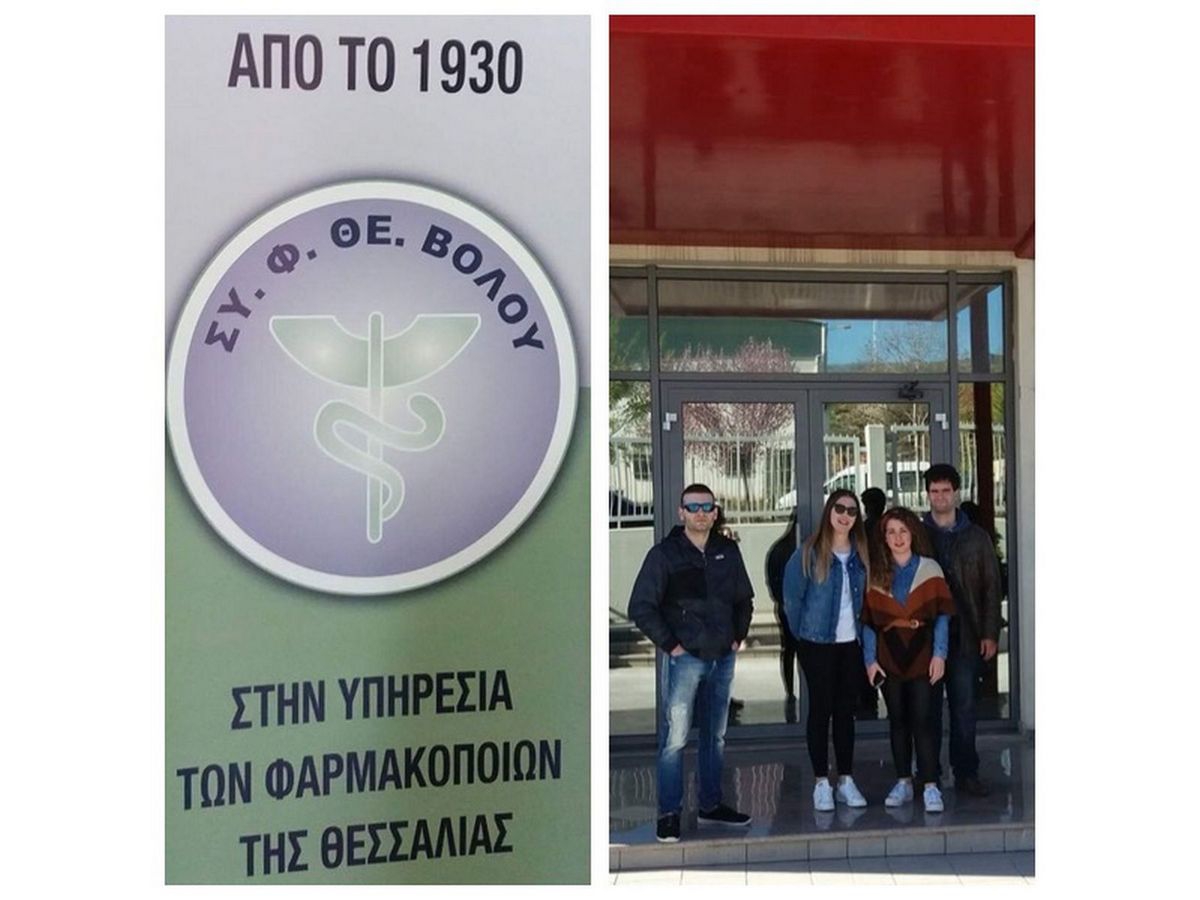 ΑΠΟ ΤΟ 1930
ΣΥ. Φ. ΘΕ. ΒΟΛΟΥ
ΣΤΗΝ ΥΠΗΡΕΣΙΑ
ΤΩΝ ΦΑΡΜΑΚΟΠΟΙΩΝ
ΤΗΣ ΘΕΣΣΑΛΙΑΣ